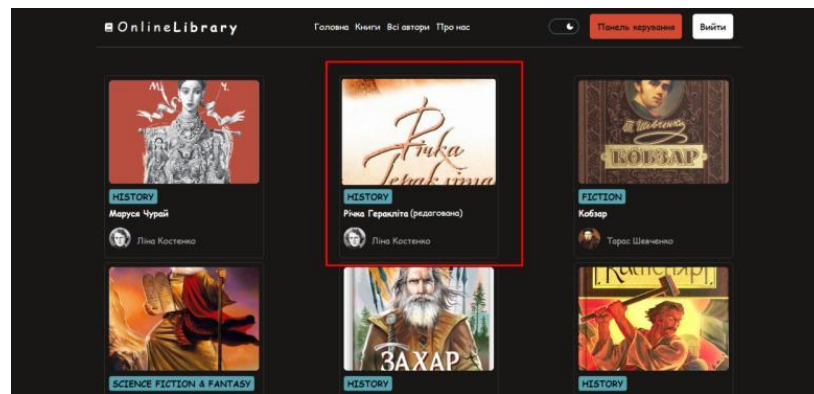 OnlineLibrary
Головна Книги Всі автори Про нас
Панель керування
Вийти
М Ч.
Річка
Геракліта
Т. Шевченко
КОБЗАР
HISTORY
HISTORY
FICTION
Маруся Чурай
Річка Геракліта (редагована)
Кобзар
Ліна Костенко
Ліна Костенко
Тарас Шевченко
ЗАХАР
КАМЕНЯРІ
SCIENCE FICTION & FANTASY
HISTORY
HISTORY